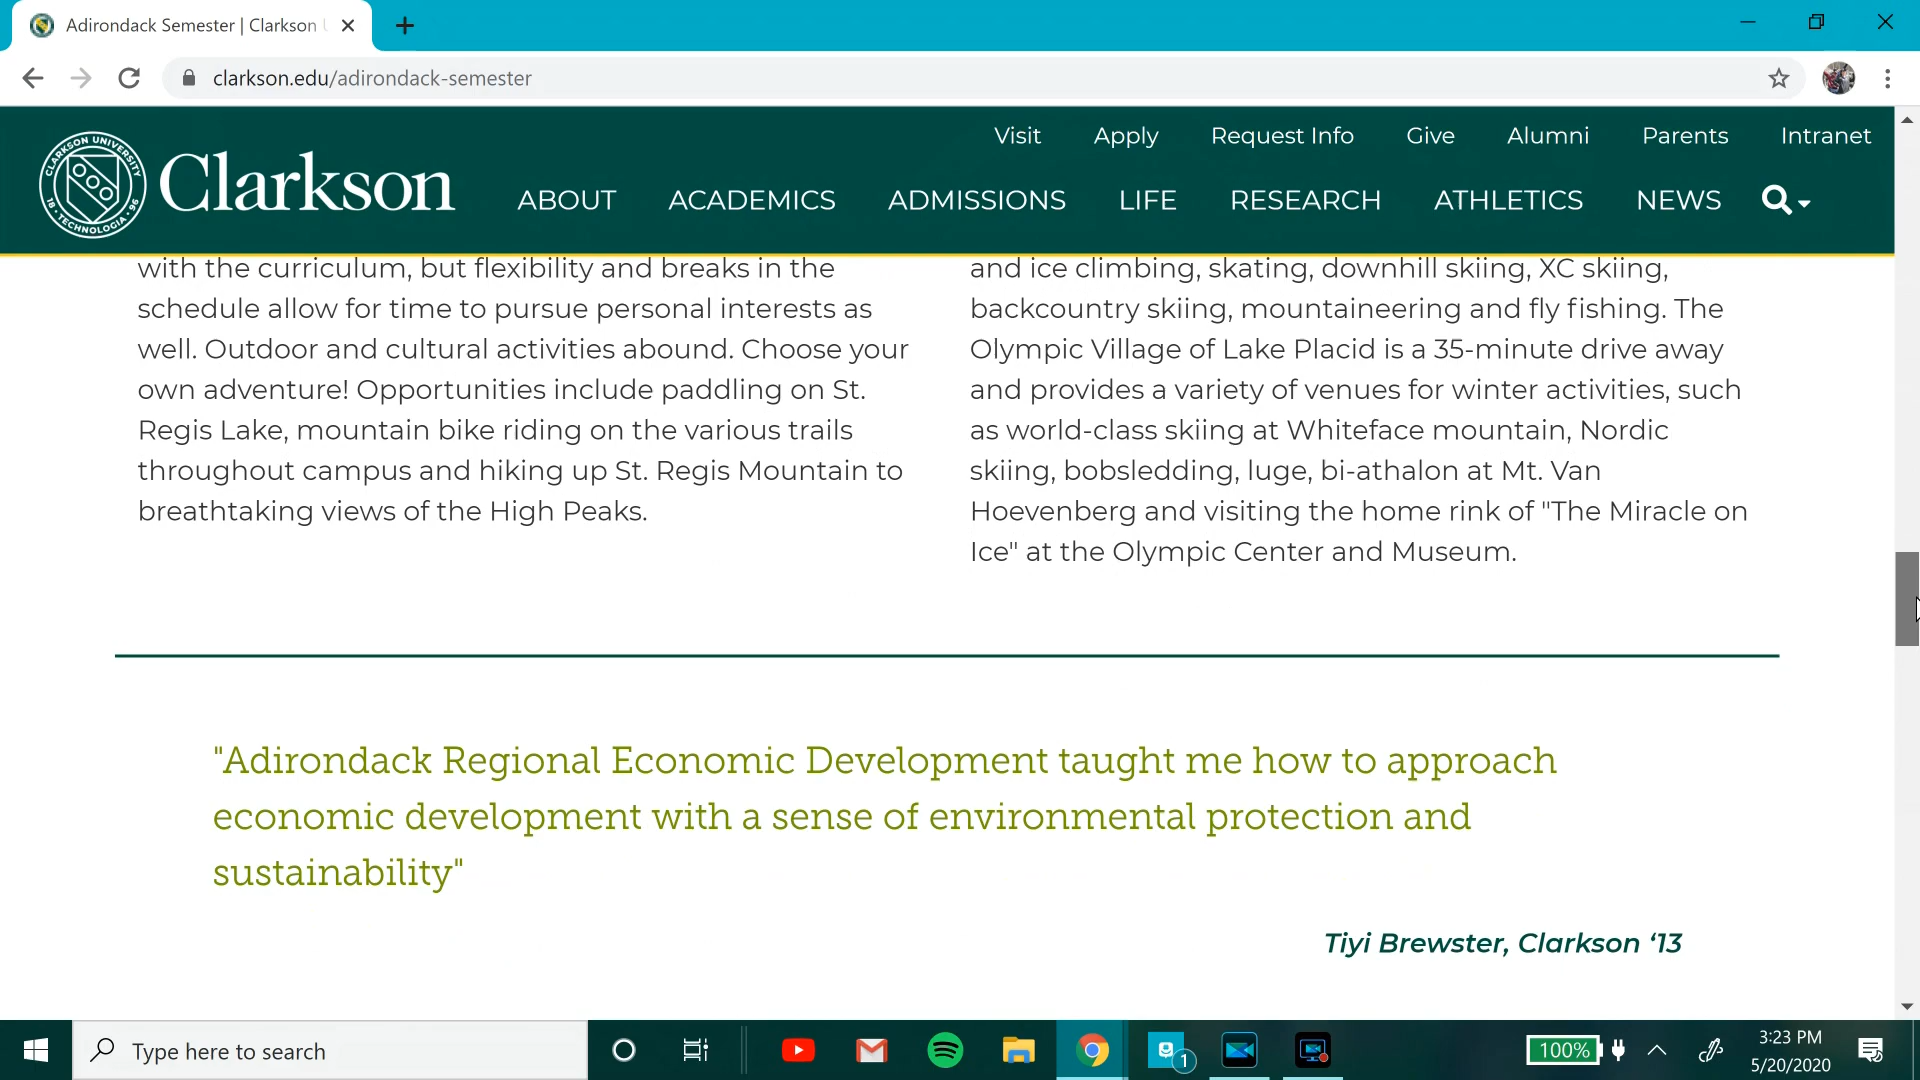 Adirondack Semester | Clarkson
clarkson.edu/adirondack-semester
Visit Apply Request Info Give Alumni Parents Intranet
CLARKSON UNIVERSITY
18 · TECHNOLOGIA · 96
Clarkson
ABOUT ACADEMICS ADMISSIONS LIFE RESEARCH ATHLETICS NEWS
with the curriculum, but flexibility and breaks in the
schedule allow for time to pursue personal interests as
well. Outdoor and cultural activities abound. Choose your
own adventure! Opportunities include paddling on St.
Regis Lake, mountain bike riding on the various trails
throughout campus and hiking up St. Regis Mountain to
breathtaking views of the High Peaks.
and ice climbing, skating, downhill skiing, XC skiing,
backcountry skiing, mountaineering and fly fishing. The
Olympic Village of Lake Placid is a 35-minute drive away
and provides a variety of venues for winter activities, such
as world-class skiing at Whiteface mountain, Nordic
skiing, bobsledding, luge, bi-athalon at Mt. Van
Hoevenberg and visiting the home rink of "The Miracle on
Ice" at the Olympic Center and Museum.
"Adirondack Regional Economic Development taught me how to approach
economic development with a sense of environmental protection and
sustainability"
Tiyi Brewster, Clarkson ‘13
Type here to search
1
100%
3:23 PM
5/20/2020